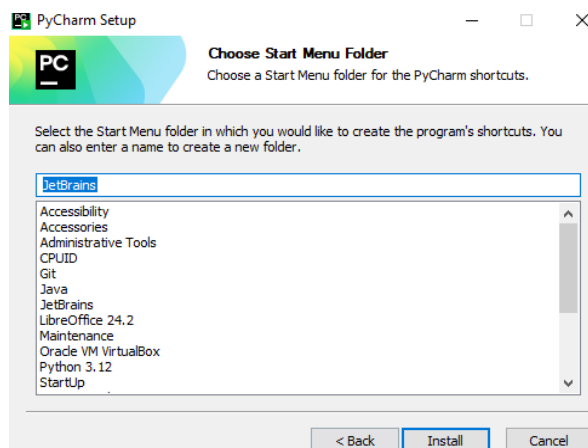 PyCharm Setup
PC
Choose Start Menu Folder
Choose a Start Menu folder for the PyCharm shortcuts.
Select the Start Menu folder in which you would like to create the program's shortcuts. You
can also enter a name to create a new folder.
JetBrains
Accessibility
Accessories
Administrative Tools
CPUID
Git
Java
JetBrains
LibreOffice 24.2
Maintenance
Oracle VM VirtualBox
Python 3.12
StartUp
< Back Install Cancel